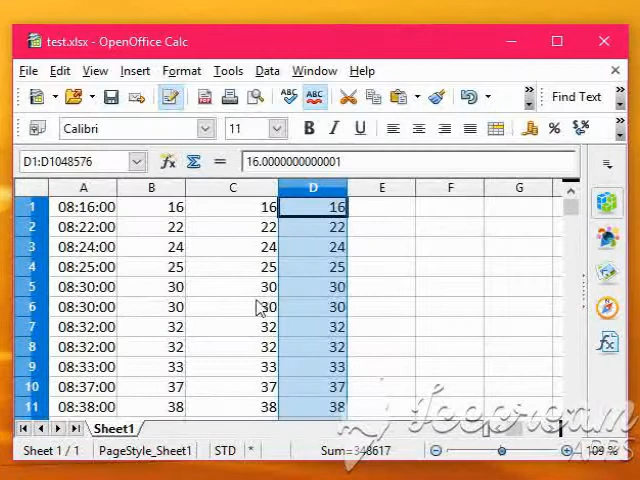 test.xlsx - OpenOffice Calc
File Edit View Insert Format Tools Data Window Help
ABC ABC Find Text
Calibri 11 B I U % $%
D1:D1048576 16.0000000000001
A B C D E F G
1 08:16:00 16 16 16
2 08:22:00 22 22 22
3 08:24:00 24 24 24
4 08:25:00 25 25 25
5 08:30:00 30 30 30
6 08:30:00 30 30 30
7 08:32:00 32 32 32
8 08:32:00 32 32 32
9 08:33:00 33 33 33
10 08:37:00 37 37 37
11 08:38:00 38 38 38
Sheet1
Icecream
APPS
Sheet 1 / 1 PageStyle_Sheet1 STD * Sum=348617 109 %